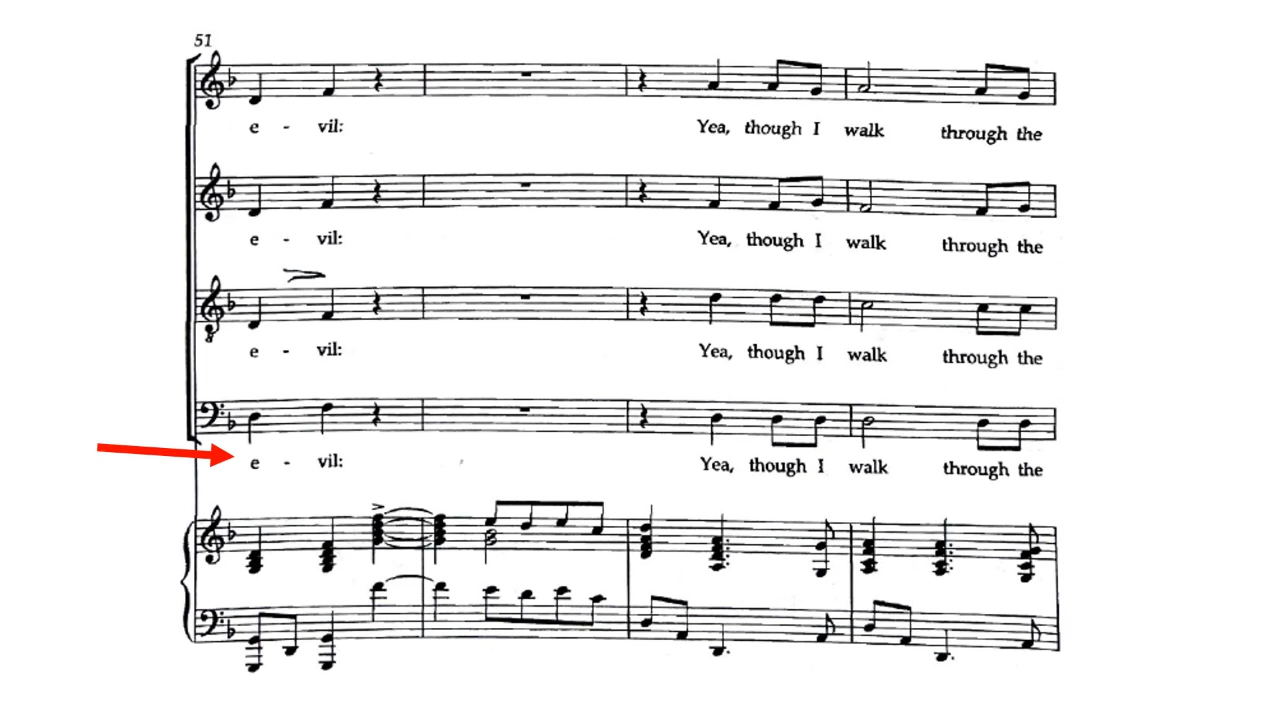 51
e - vil: Yea, though I walk through the
e - vil: Yea, though I walk through the
8
e - vil: Yea, though I walk through the
e - vil: Yea, though I walk through the